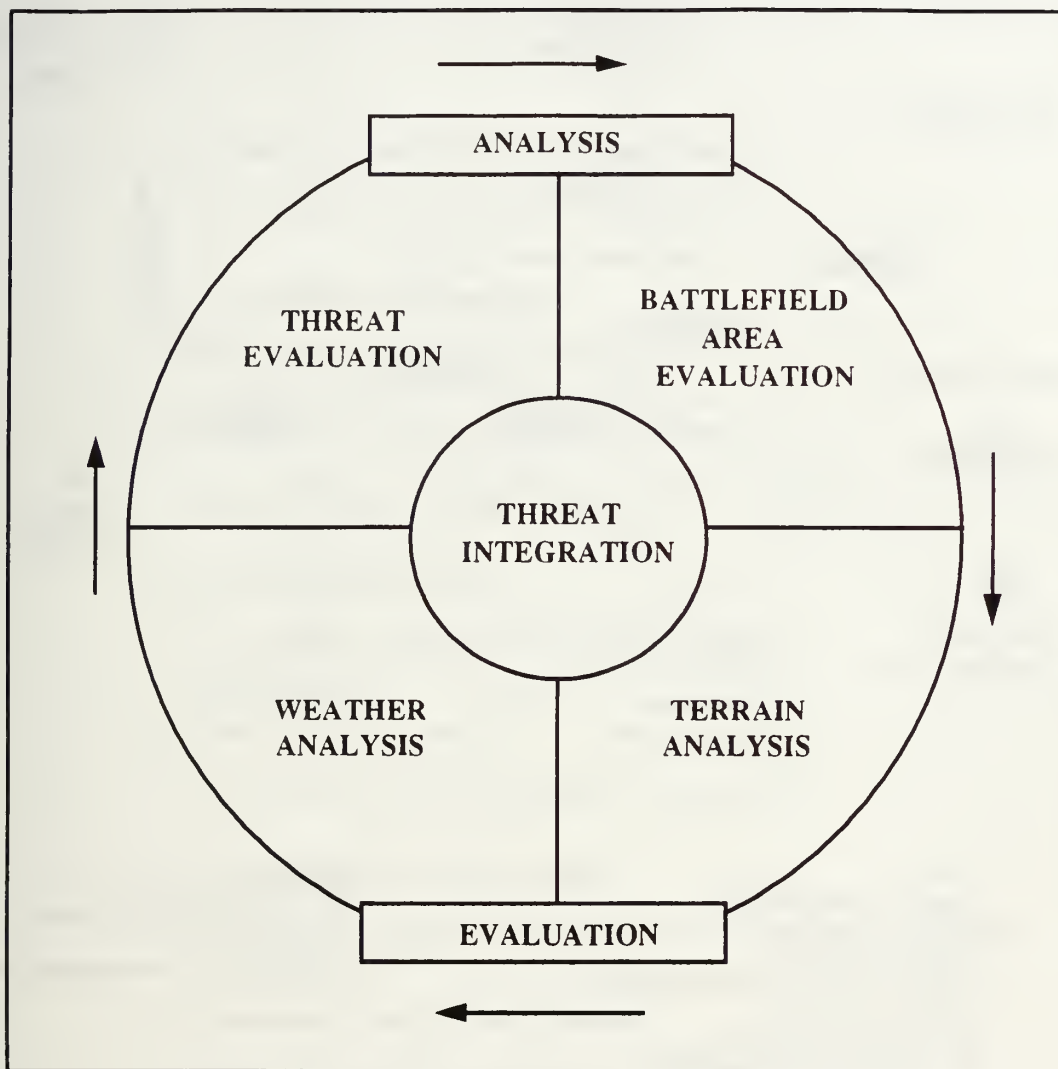 ANALYSIS
THREAT
EVALUATION
BATTLEFIELD
AREA
EVALUATION
THREAT
INTEGRATION
WEATHER
ANALYSIS
TERRAIN
ANALYSIS
EVALUATION